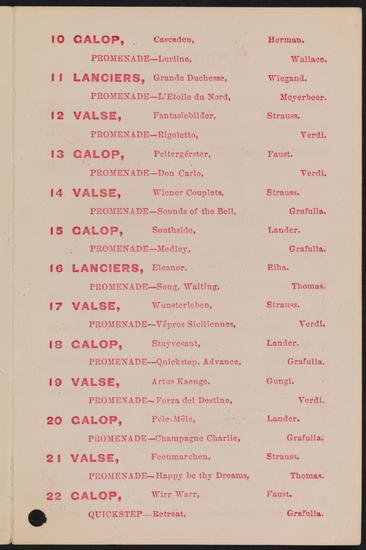 10 GALOP, Cascaden, Herman.
PROMENADE—Lurline, Wallace.
11 LANCIERS, Grande Duchesse, Wiegand.
PROMENADE—L'Etoile du Nord, Meyerbeer.
12 VALSE, Fantasiebilder, Strauss.
PROMENADE—Rigoletto, Verdi.
13 GALOP, Peltergérster, Faust.
PROMENADE—Don Carlo, Verdi.
14 VALSE, Wiener Couplets, Strauss.
PROMENADE—Sounds of the Bell, Grafulla.
15 GALOP, Southside, Lander.
PROMENADE—Medley, Grafulla.
16 LANCIERS, Eleanor. Riha.
PROMENADE—Song, Waiting, Thomas.
17 VALSE, Wunsterleben, Strauss.
PROMENADE—Vêpres Siciliennes, Verdi.
18 GALOP, Stuyvesant, Lander.
PROMENADE—Quickstep, Advance, Grafulla.
19 VALSE, Artus Kaenge, Gungl.
PROMENADE—Forza del Destino, Verdi.
20 GALOP, Péle-Mêle, Lander.
PROMENADE—Champagne Charlie, Grafulla.
21 VALSE, Feenmarchen, Strauss.
PROMENADE—Happy be thy Dreams, Thomas.
22 GALOP, Wirr Warr, Faust.
QUICKSTEP---Retreat, Grafulla.